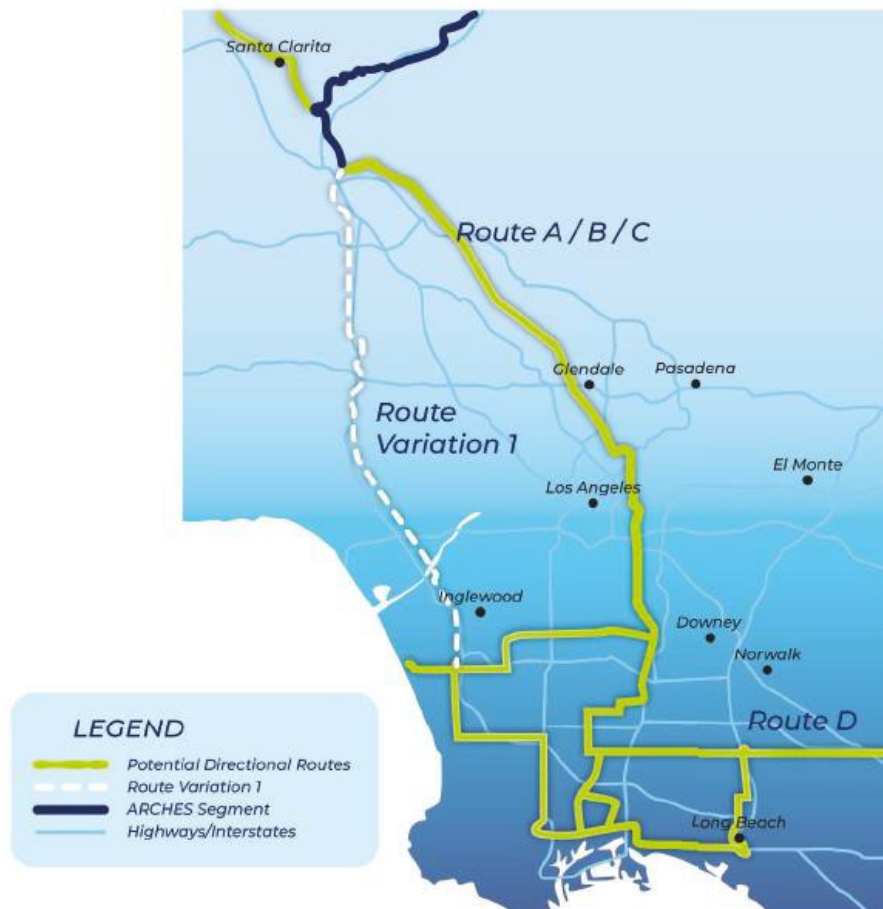 Santa Clarita
Route A / B / C
Glendale
Pasadena
Route
Variation 1
El Monte
Los Angeles
Inglewood
Downey
Norwalk
Route D
Long Beach
LEGEND
Potential Directional Routes
Route Variation 1
ARCHES Segment
Highways/Interstates